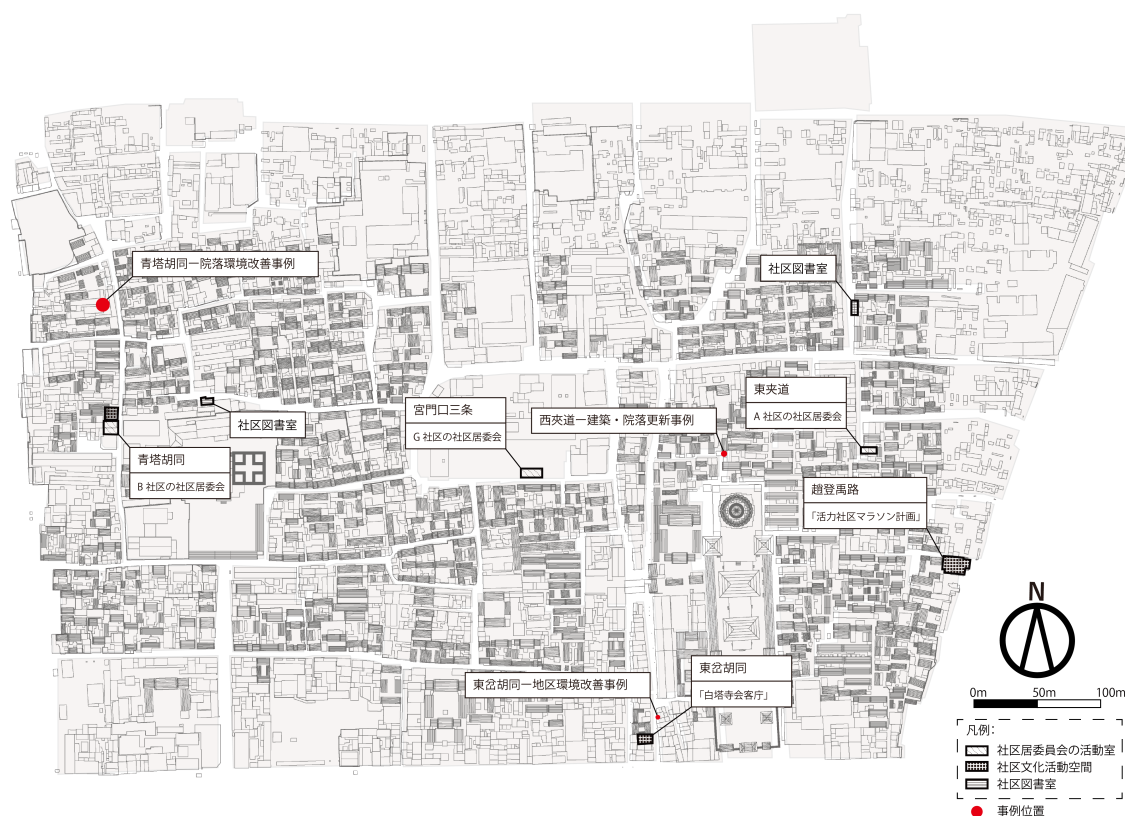 青塔胡同ー院落環境改善事例
社区図書室
東夹道
A 社区の社区居委会
宮門口三条
G 社区の社区居委会
西夾道ー建築・院落更新事例
社区図書室
青塔胡同
B 社区の社区居委会
趙登禹路
「活力社区マラソン計画」
東岔胡同
「白塔寺会客庁」
東岔胡同ー地区環境改善事例
N
0m 50m 100m
凡例：
社区居委員会の活動室
社区文化活動空間
社区図書室
事例位置